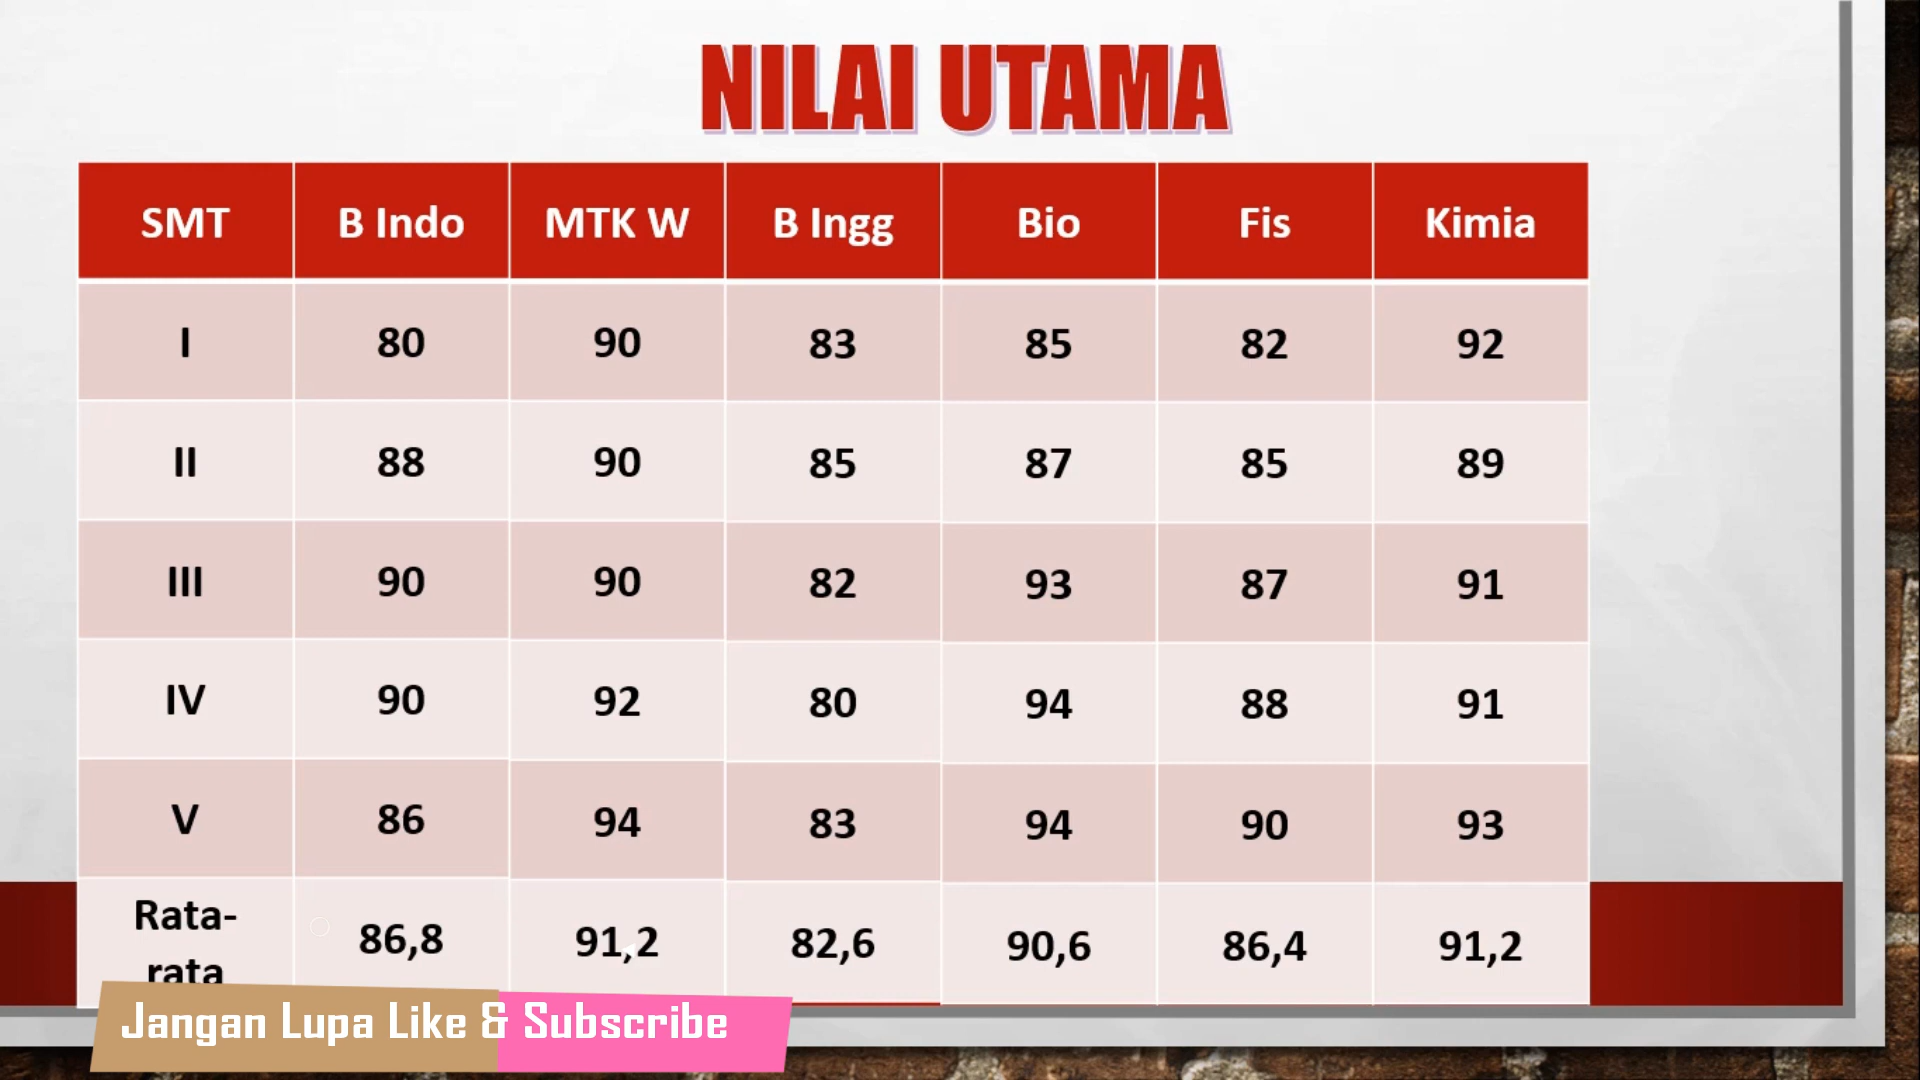 NILAI UTAMA
SMT B Indo MTK W B Ingg Bio Fis Kimia
I 80 90 83 85 82 92
II 88 90 85 87 85 89
III 90 90 82 93 87 91
IV 90 92 80 94 88 91
V 86 94 83 94 90 93
Rata-
rata 86,8 91,2 82,6 90,6 86,4 91,2
Jangan Lupa Like & Subscribe